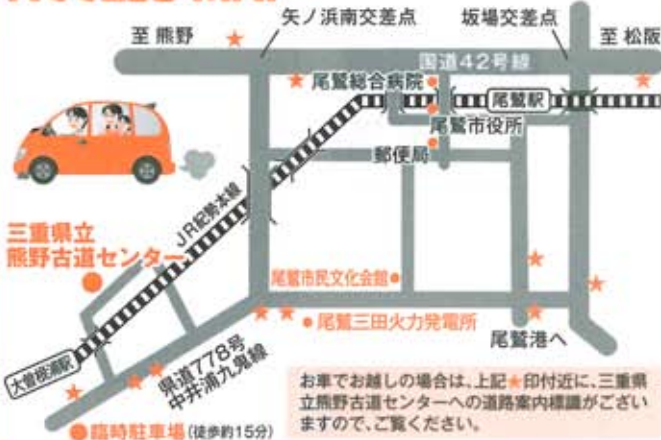 至 熊野
矢ノ浜南交差点
坂場交差点
至 松阪
国道42号線
尾鷲総合病院
尾鷲駅
尾鷲市役所
郵便局
JR紀勢本線
三重県立
熊野古道センター
尾鷲市民文化会館
尾鷲三田火力発電所
尾鷲港へ
大曽根浦駅
県道778号
中井浦九鬼線
臨時駐車場(徒歩約15分)
お車でお越しの場合は、上記★印付近に、三重県
立熊野古道センターへの道路案内標識がござい
ますので、ご覧ください。